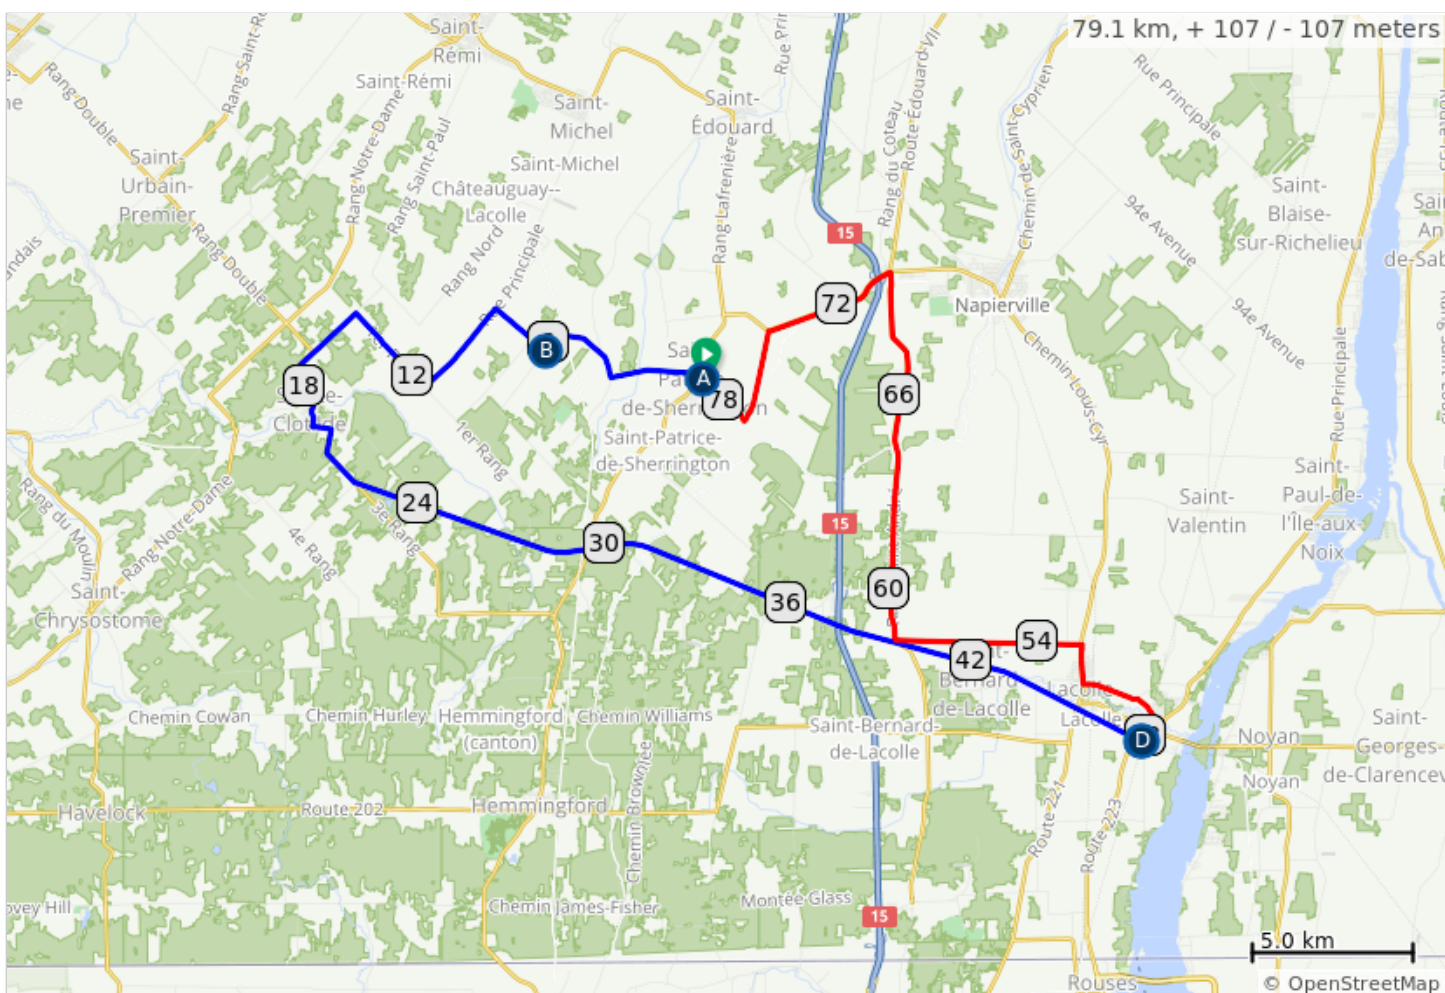 79.1 km, + 107 / - 107 meters
Saint-
Rémi
Saint-Rémi
Rang Double
Rang Notre-Dame
Rang Saint-Paul
Saint-
Michel
Saint-Michel
Saint-
Édouard
Rang Lafrenière
Rang du Coteau
Route Édouard-VII
Chemin de Saint-Cyprien
Rue Principale
Saint-
Urbain-
Premier
Châteauguay--
Lacolle
Rang Nord
Rue Principale
Rang Double
15
94e Avenue
Saint-
Blaise-
sur-Richelieu
94e Avenue
Napierville
72
B
A
78
de-Sherrington
Saint-Patrice-
de-Sherrington
12
18
66
Chemin Louis-Cyr
Rue Principale
1er Rang
Rang du Moulin
Rang Notre-Dame
24
3e Rang
4e Rang
30
15
Saint-
Valentin
Saint-
Paul-de-
l'Île-aux-
Noix
Saint-
Chrysostome
36
60
54
42
de-Lacolle
Lacolle
Lacolle
D
Chemin Cowan
Chemin Hurley
Hemmingford
(canton)
Chemin Williams
Saint-Bernard-
de-Lacolle
Noyan
Noyan
Saint-
Georges-
Havelock
Route 202
Hemmingford
Chemin Brownlee
Route 221
Route 223
Chemin James-Fisher
Montée Glass
15
5.0 km
Rouses
© OpenStreetMap